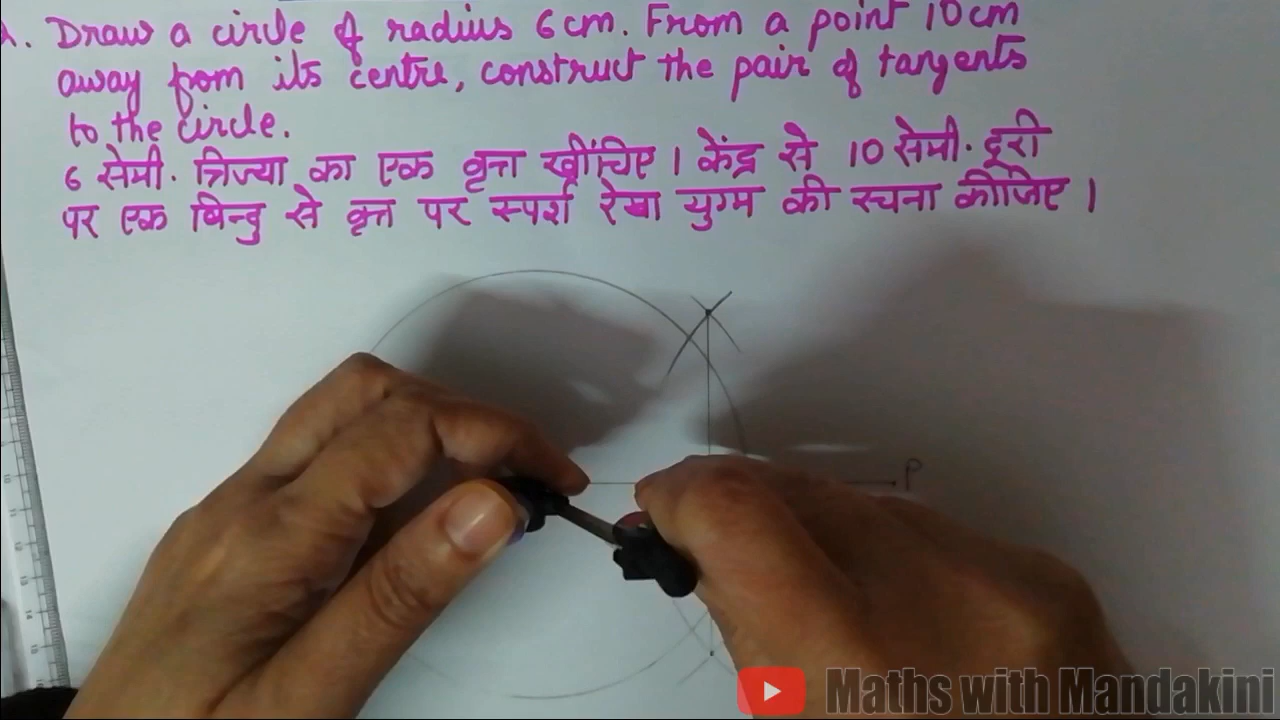 2. Draw a circle of radius 6 cm. From a point 10 cm
away from its centre, construct the pair of tangents
to the circle.
6 सेमी. त्रिज्या का एक वृत्त खींचिए । केंद्र से 10 सेमी. दूरी
पर एक बिन्दु से वृत्त पर स्पर्श रेखा युग्म की रचना कीजिए ।
P
Maths with Mandakini